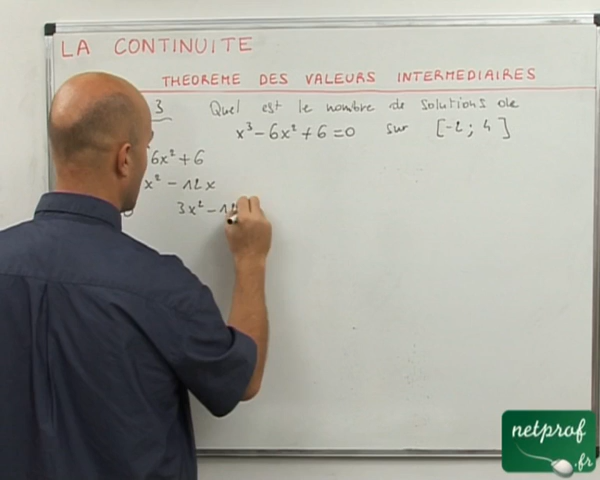 LA CONTINUITE
THEOREME DES VALEURS INTERMEDIAIRES
3 Quel est le nombre de solutions de
x³ - 6x² + 6 = 0 sur [-2 ; 4]
6x² + 6
x² - 12x
3x² - 12
netprof
.fr